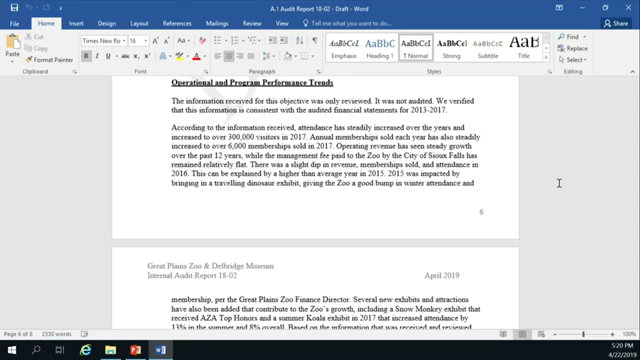 A.1 Audit Report 18-02 - Draft - Word
File Home Insert Design Layout References Mailings Review View Tell me what you want to do Share
Cut
Copy
Paste
Format Painter
Times New Ro 16
AaBbCcI AaBbC AaBbCcI AaBbCcI AaBbCcI AaB
Emphasis Heading 1 ¶ Normal Strong Subtitle Title
Find
Replace
Select
Clipboard Font Paragraph Styles Editing
Operational and Program Performance Trends
The information received for this objective was only reviewed. It was not audited. We verified
that this information is consistent with the audited financial statements for 2013-2017.
According to the information received, attendance has steadily increased over the years and
increased to over 300,000 visitors in 2017. Annual memberships sold each year has also steadily
increased to over 6,000 memberships sold in 2017. Operating revenue has seen steady growth
over the past 12 years, while the management fee paid to the Zoo by the City of Sioux Falls has
remained relatively flat. There was a slight dip in revenue, memberships sold, and attendance in
2016. This can be explained by a higher than average year in 2015. 2015 was impacted by
bringing in a travelling dinosaur exhibit, giving the Zoo a good bump in winter attendance and
6
Great Plains Zoo & Delbridge Museum
Internal Audit Report 18-02 April 2019
membership, per the Great Plains Zoo Finance Director. Several new exhibits and attractions
have also been added that contribute to the Zoo's growth, including a Snow Monkey exhibit that
received AZA Top Honors and a summer Koala exhibit in 2017 that increased attendance by
13% in the summer and 8% overall. Based on the information that was received and reviewed
Page 6 of 8 2330 words 100%
5:20 PM
4/22/2019